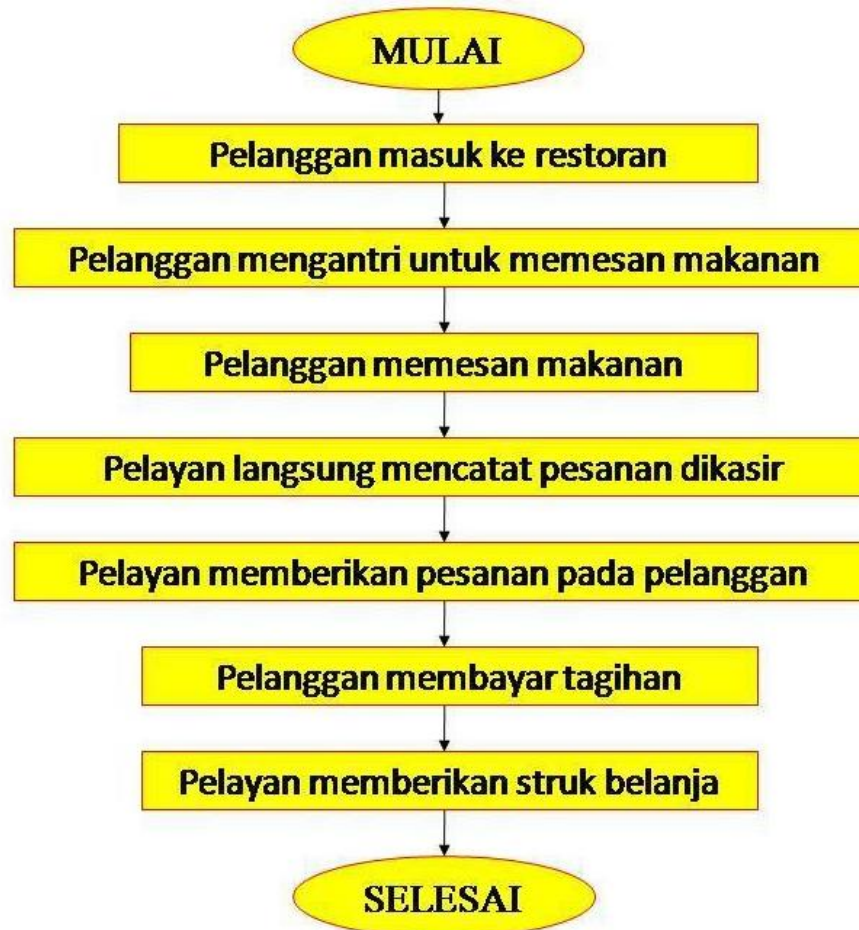 MULAI
Pelanggan masuk ke restoran
Pelanggan mengantri untuk memesan makanan
Pelanggan memesan makanan
Pelayan langsung mencatat pesanan dikasir
Pelayan memberikan pesanan pada pelanggan
Pelanggan membayar tagihan
Pelayan memberikan struk belanja
SELESAI